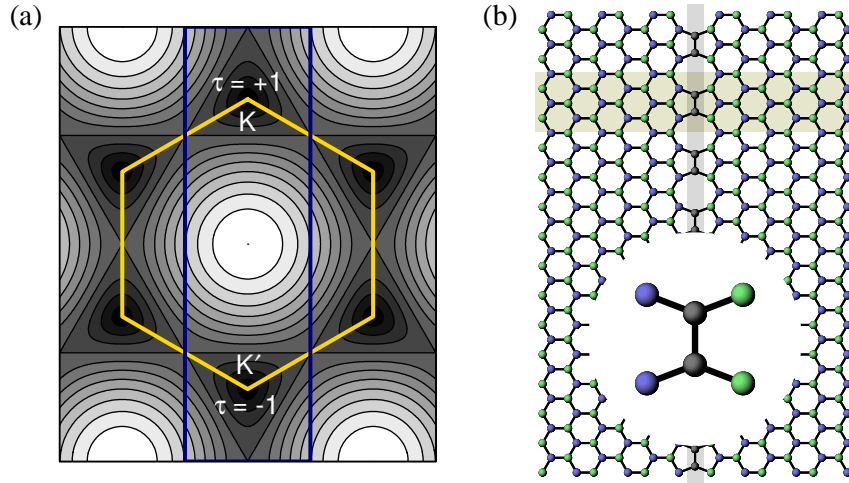 (a)
τ = +1
K
K′
τ = -1
(b)